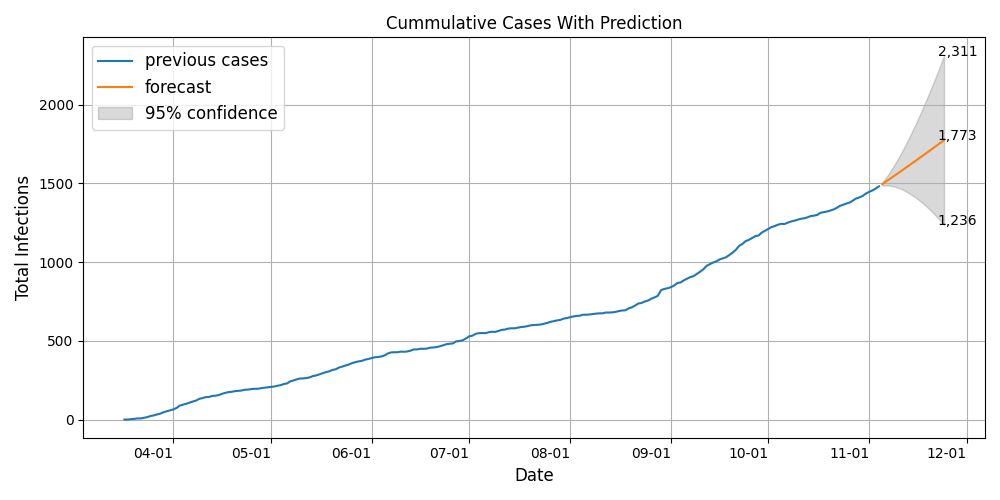 Cummulative Cases With Prediction
previous cases
forecast
95% confidence
2,311
1,773
1,236
2000
1500
1000
500
0
Total Infections
04-01 05-01 06-01 07-01 08-01 09-01 10-01 11-01 12-01
Date